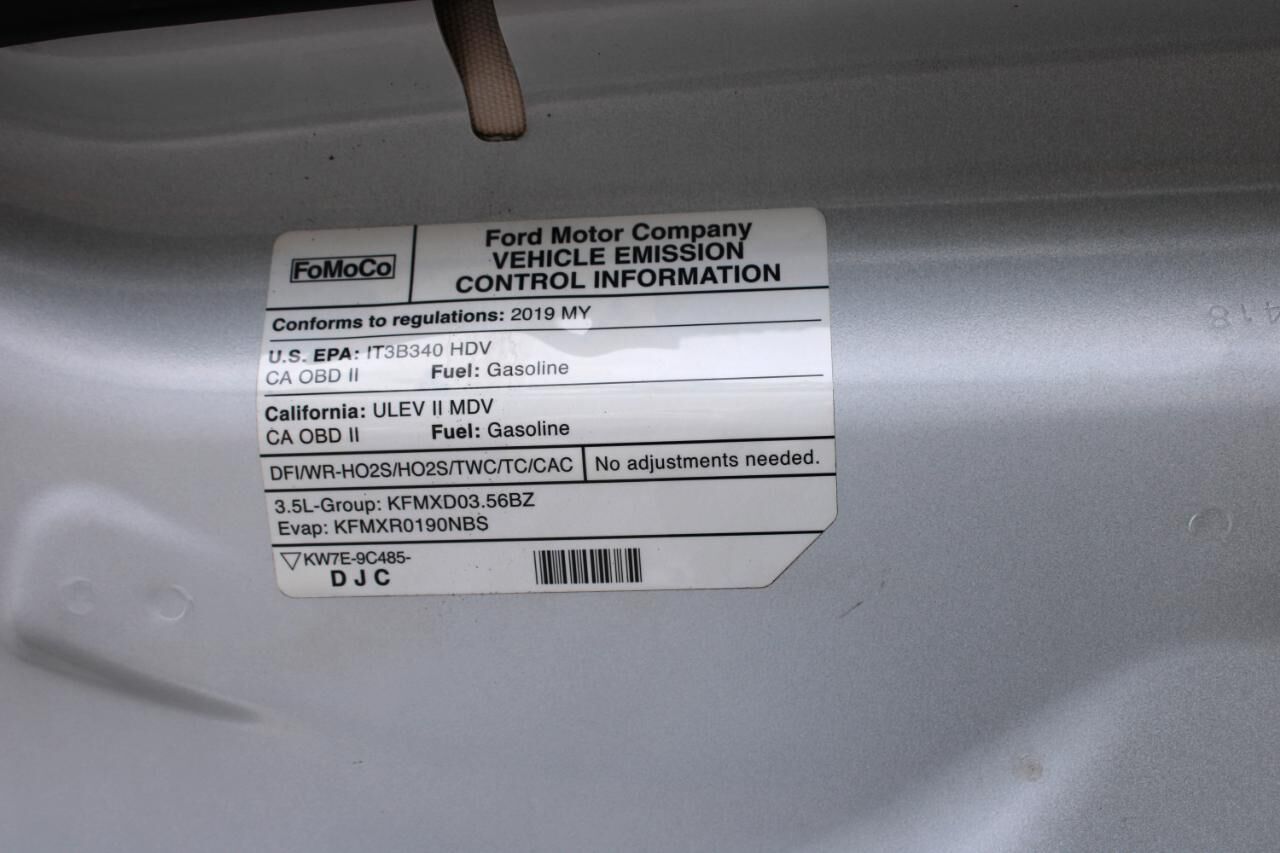 FoMoCo
Ford Motor Company
VEHICLE EMISSION
CONTROL INFORMATION
Conforms to regulations: 2019 MY
U.S. EPA: IT3B340 HDV
CA OBD II Fuel: Gasoline
California: ULEV II MDV
CA OBD II Fuel: Gasoline
DFI/WR-HO2S/HO2S/TWC/TC/CAC No adjustments needed.
3.5L-Group: KFMXD03.56BZ
Evap: KFMXR0190NBS
KW7E-9C485-
D J C